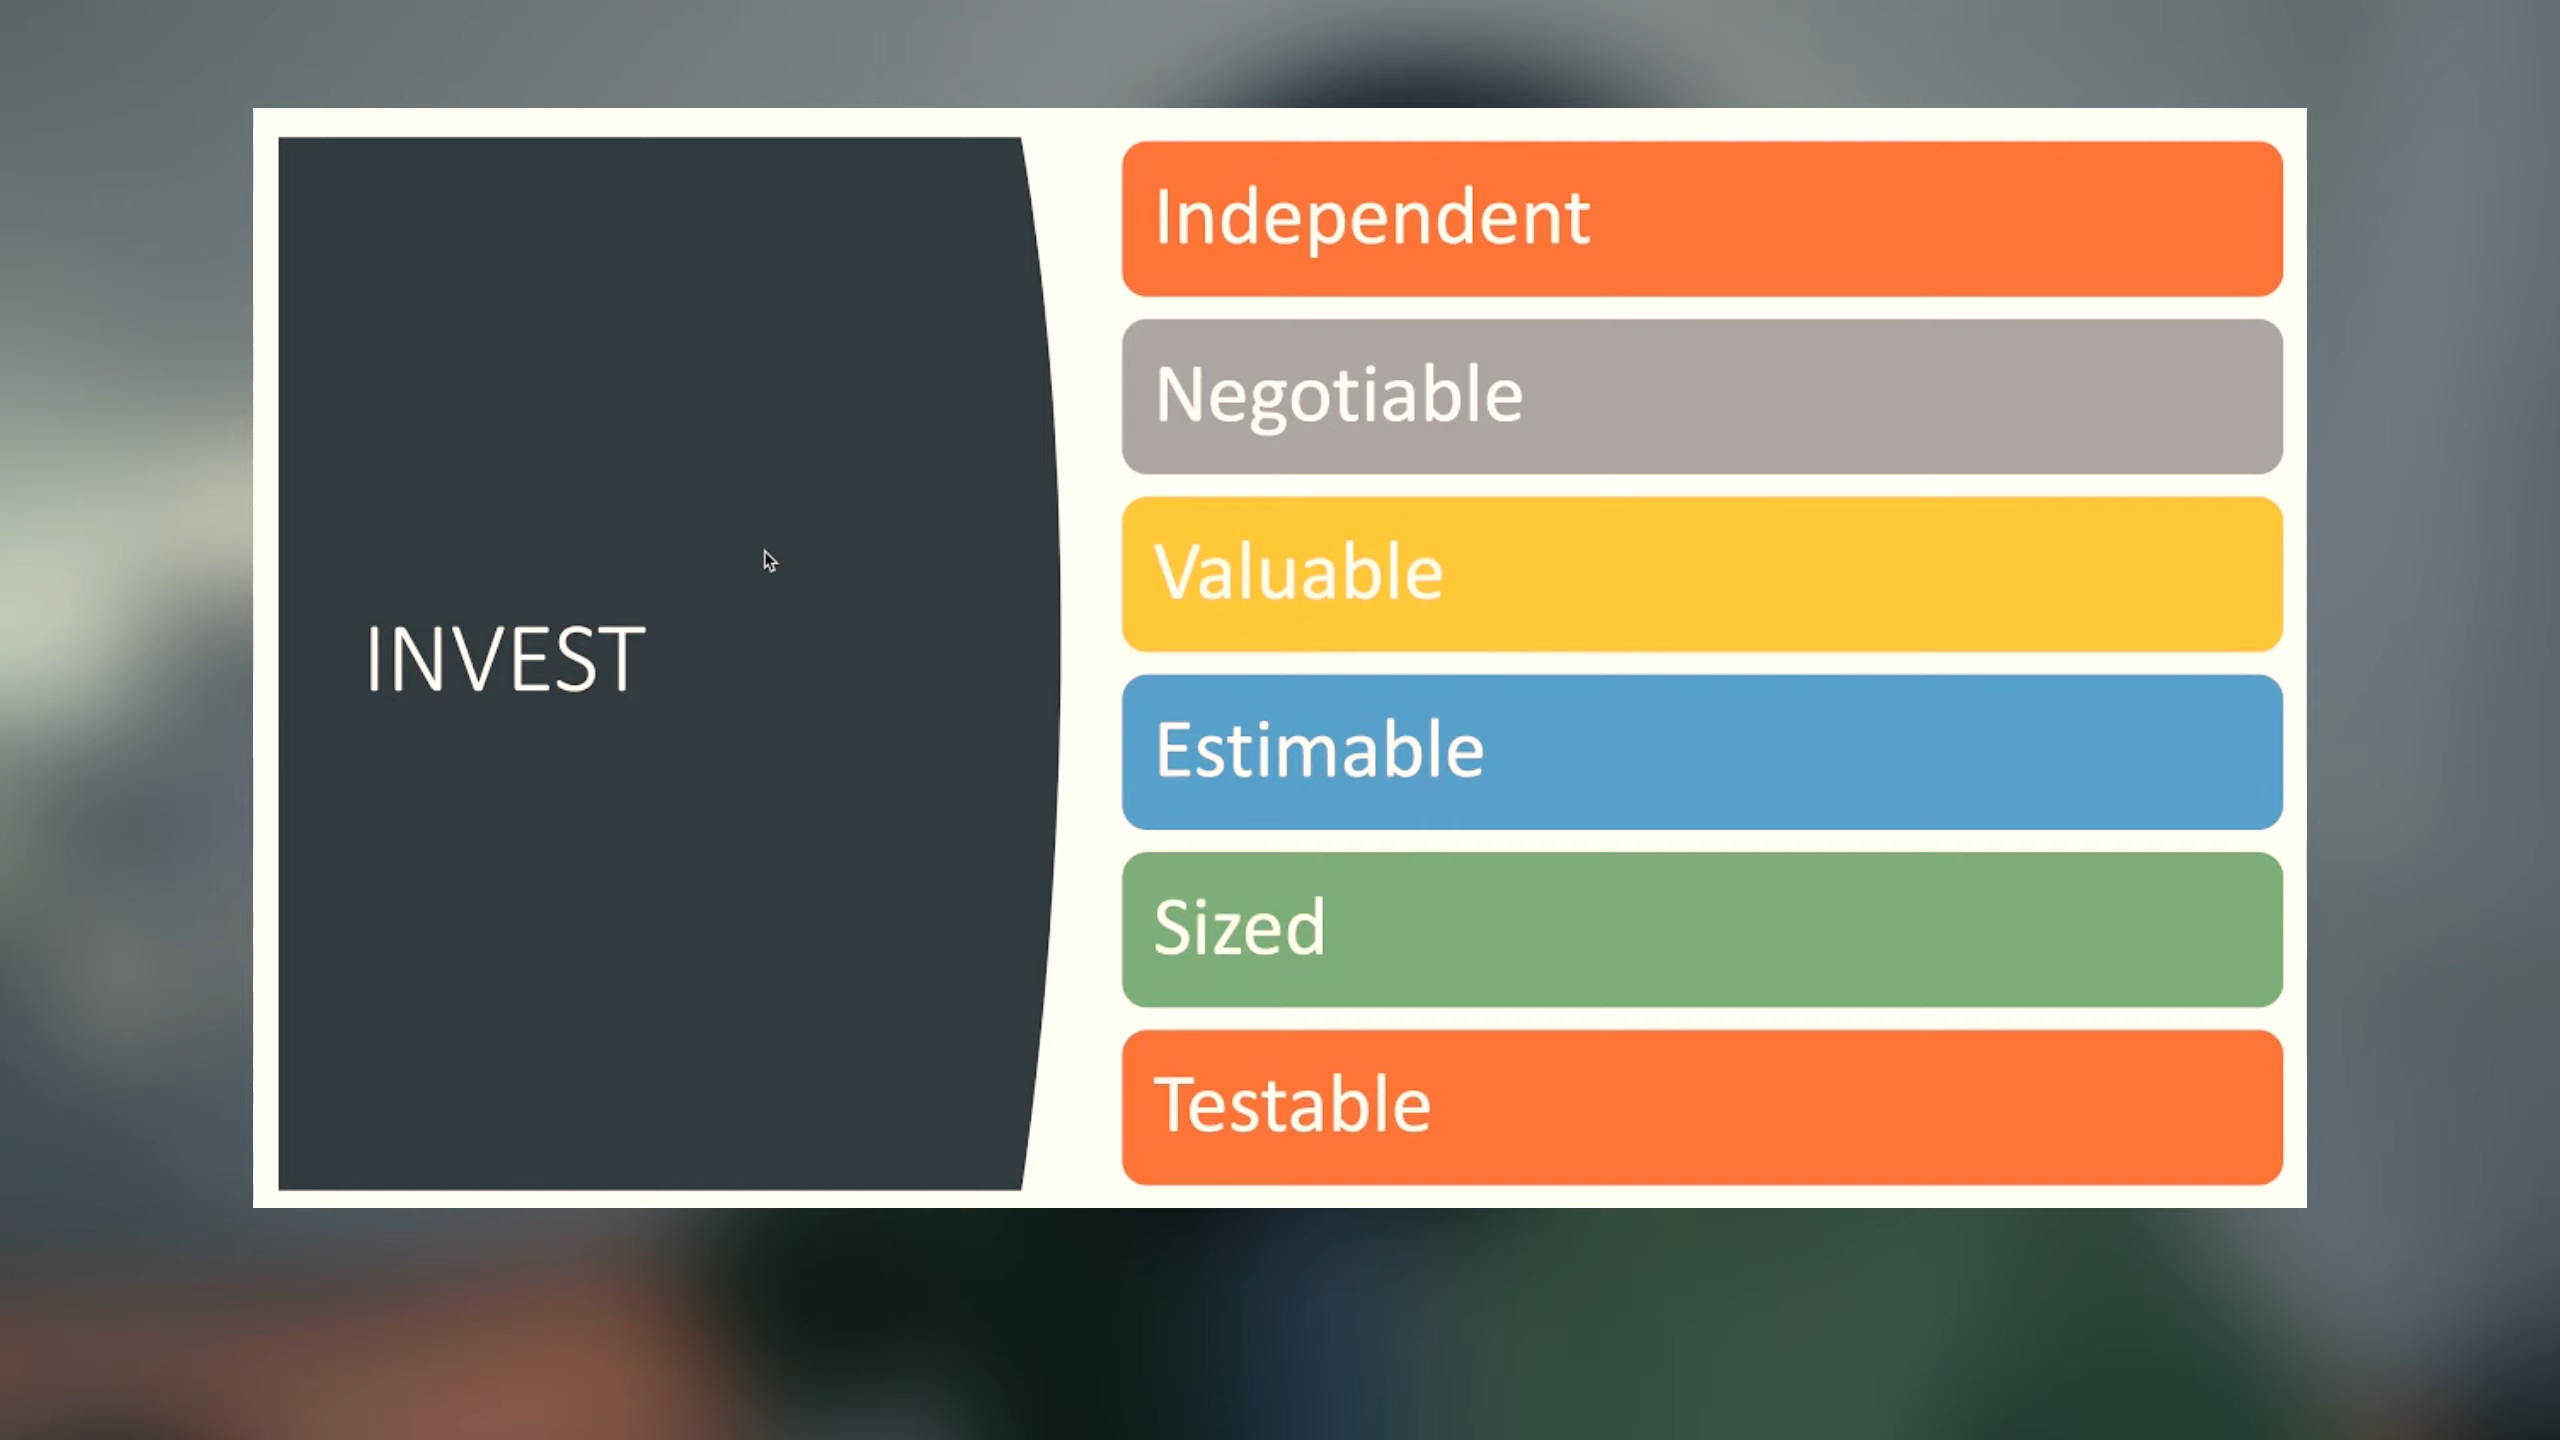 INVEST
Independent
Negotiable
Valuable
Estimable
Sized
Testable